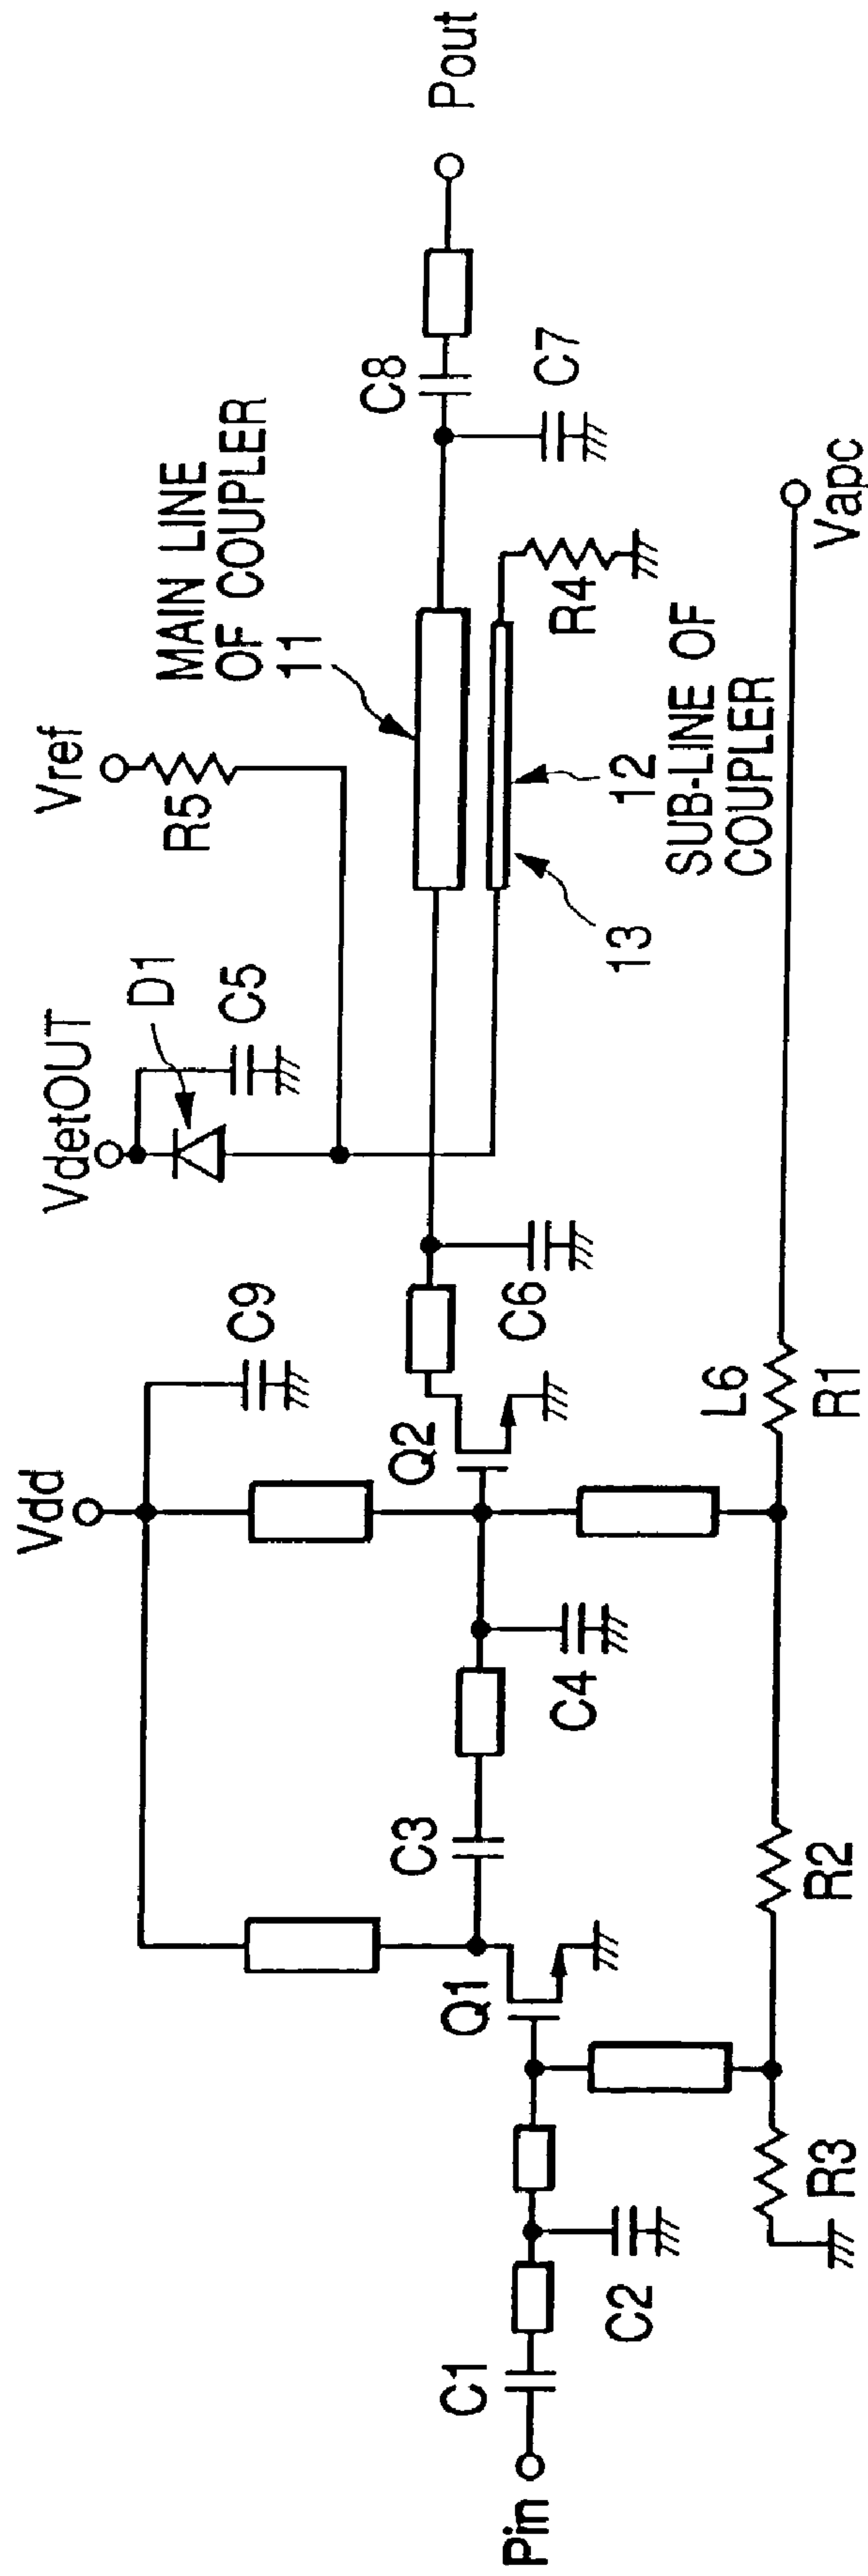 Vdd
C9
VdetOUT
D1
C5
Vref
R5
MAIN LINE
OF COUPLER
11
C8
Pout
C7
Pin
C1
C2
Q1
C3
C4
Q2
C6
13
12
SUB-LINE OF
COUPLER
R4
R3
R2
L6
R1
Vapc